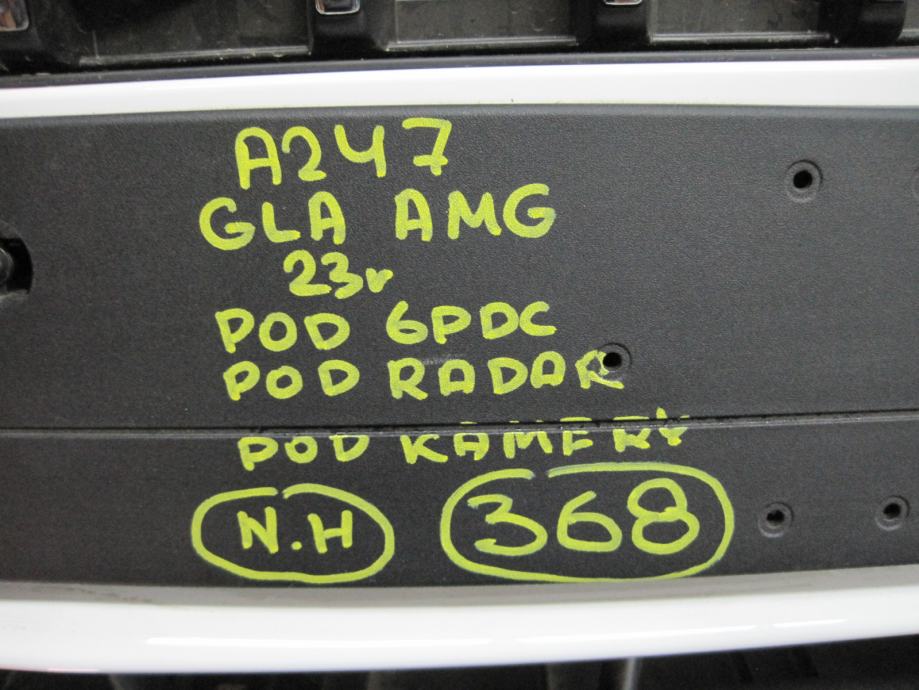 A247
GLA AMG
23r
POD 6PDC
POD RADAR
POD KAMERY
N.H 368